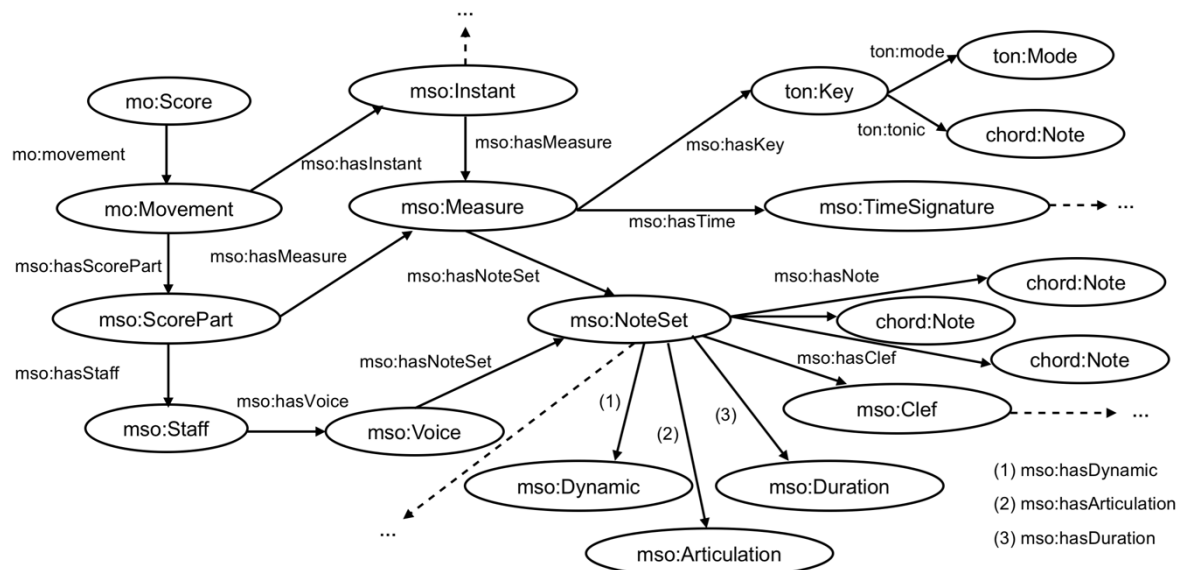 ...
ton:mode
ton:Mode
mso:Instant
ton:Key
mo:Score
ton:tonic
chord:Note
mo:movement
mso:hasInstant
mso:hasMeasure
mso:hasKey
mo:Movement
mso:Measure
mso:TimeSignature
...
mso:hasTime
mso:hasScorePart
mso:hasMeasure
mso:hasNoteSet
mso:hasNote
chord:Note
mso:ScorePart
mso:NoteSet
chord:Note
mso:hasStaff
mso:hasNoteSet
mso:hasClef
chord:Note
mso:hasVoice
(1)
(2)
(3)
mso:Clef
...
mso:Staff
mso:Voice
mso:Dynamic
mso:Duration
(1) mso:hasDynamic
(2) mso:hasArticulation
...
(3) mso:hasDuration
mso:Articulation